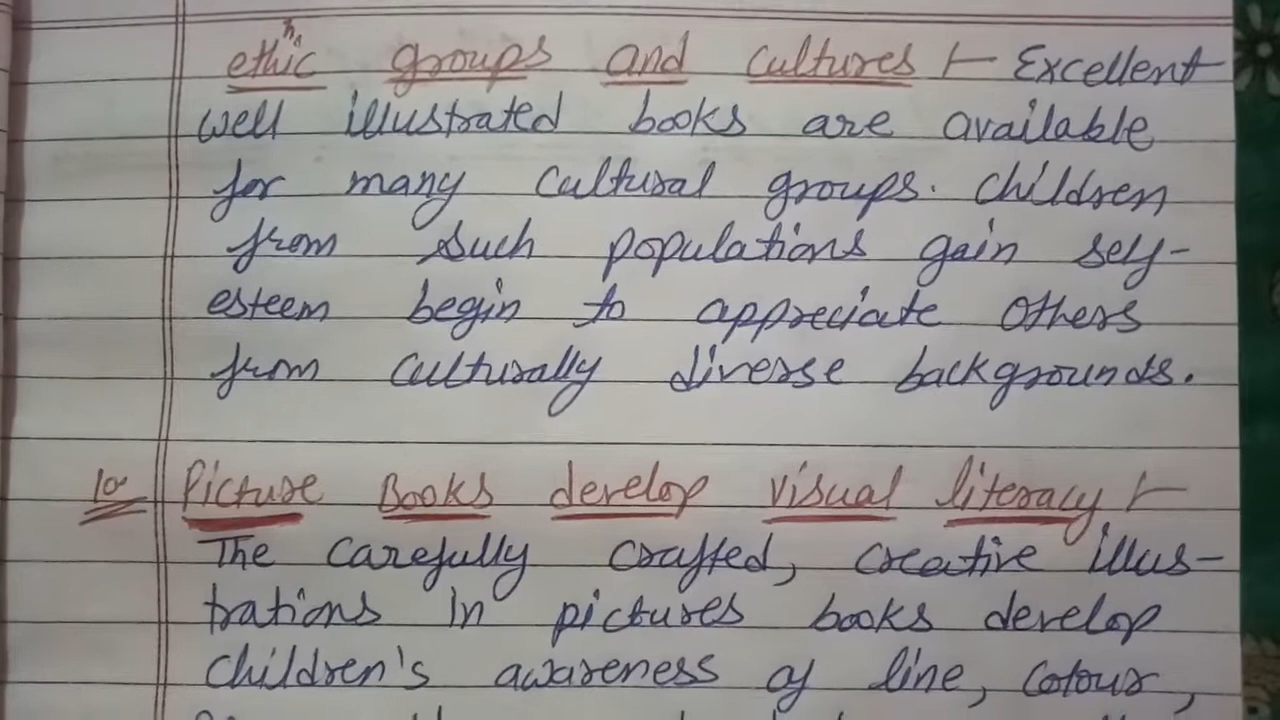 ethnic groups and cultures :- Excellent
well illustrated books are available
for many cultural groups. children
from such populations gain self-
esteem begin to appreciate others
from culturally diverse backgrounds.
10. Picture Books develop visual literacy :-
The carefully crafted, creative illus-
trations in pictures books develop
children's awareness of line, colour,